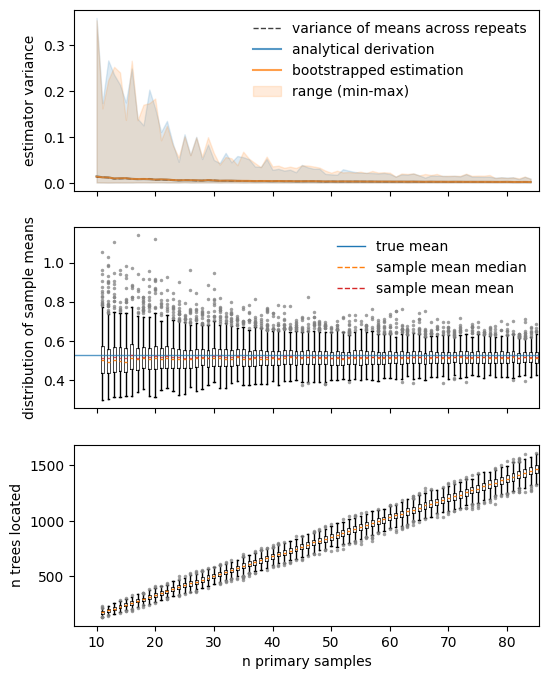 estimator variance
0.3
0.2
0.1
0.0
variance of means across repeats
analytical derivation
bootstrapped estimation
range (min-max)
distribution of sample means
1.0
0.8
0.6
0.4
true mean
sample mean median
sample mean mean
n trees located
1500
1000
500
10 20 30 40 50 60 70 80
n primary samples